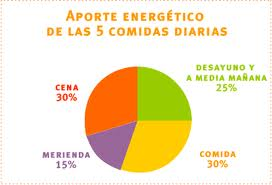 APORTE ENERGÉTICO
DE LAS 5 COMIDAS DIARIAS
DESAYUNO Y
A MEDIA MAÑANA
25%
CENA
30%
MERIENDA
15%
COMIDA
30%